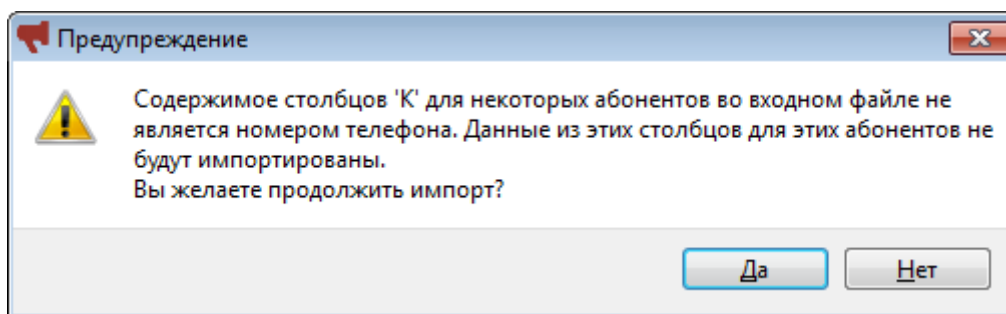 Предупреждение
Содержимое столбцов 'К' для некоторых абонентов во входном файле не
является номером телефона. Данные из этих столбцов для этих абонентов не
будут импортированы.
Вы желаете продолжить импорт?
Да
Нет